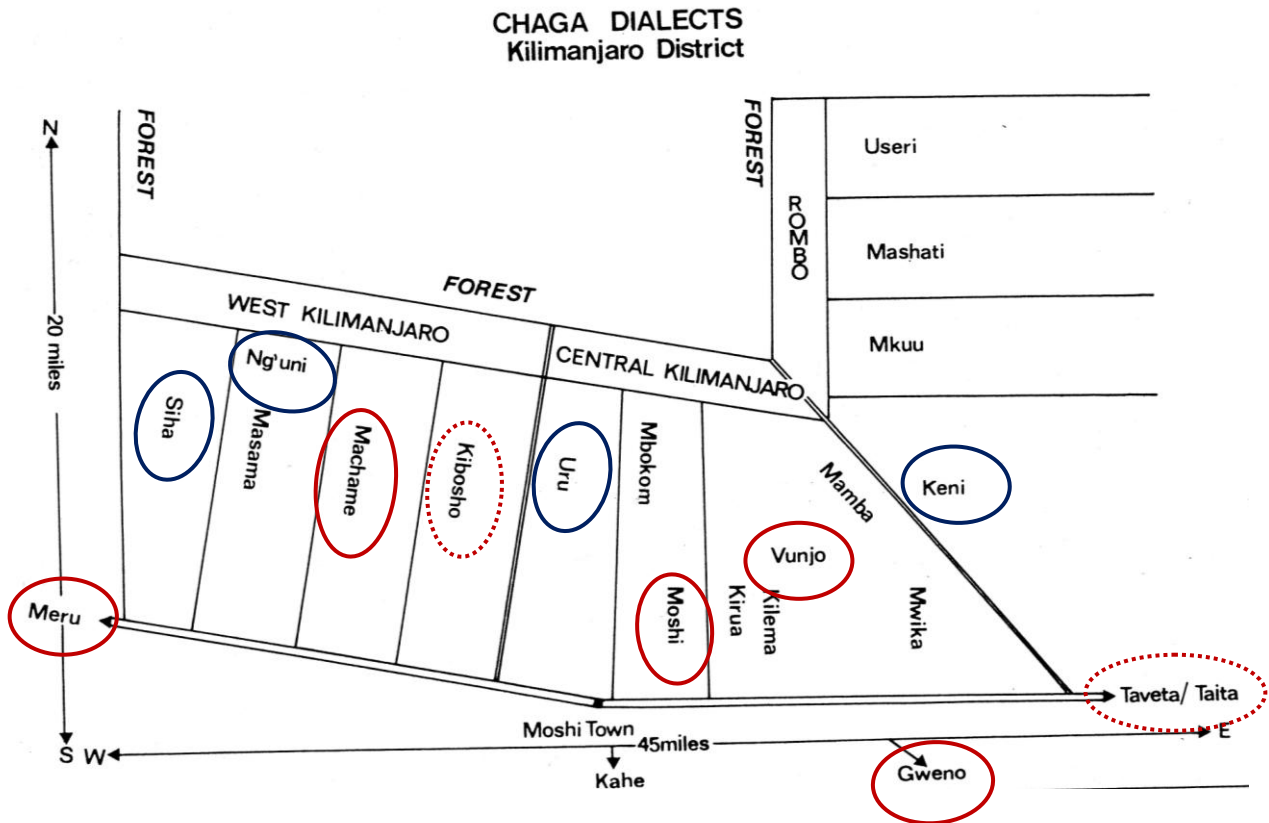 CHAGA DIALECTS
Kilimanjaro District
N
FOREST
FOREST
Useri
ROMBO
Mashati
FOREST
WEST KILIMANJARO
20 miles
CENTRAL KILIMANJARO
Mkuu
Ng'uni
Siha
Masama
Machame
Kibosho
Uru
Mbokom
Mamba
Keni
Vunjo
Meru
Moshi
Kirua
Kilema
Mwika
Taveta/ Taita
Moshi Town
S W
45miles
E
Kahe
Gweno